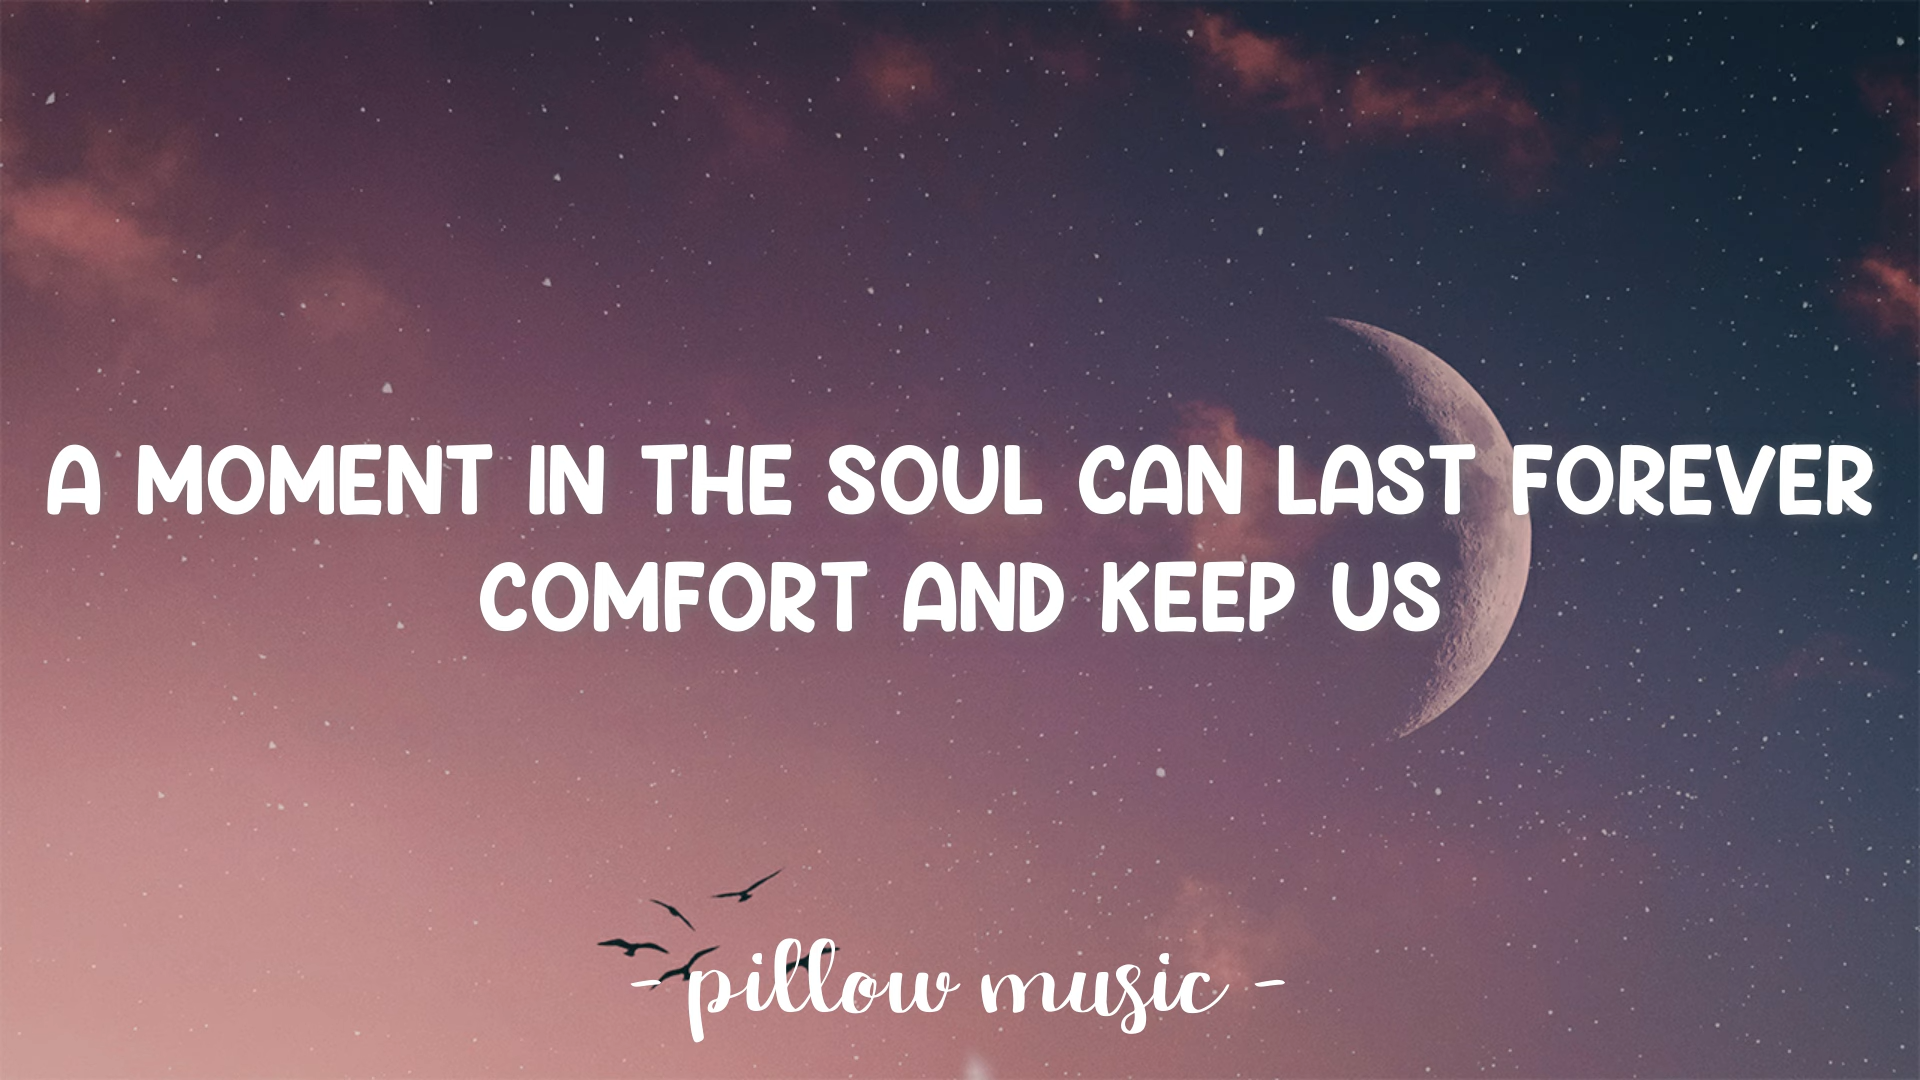 A MOMENT IN THE SOUL CAN LAST FOREVER
COMFORT AND KEEP US
- pillow music -